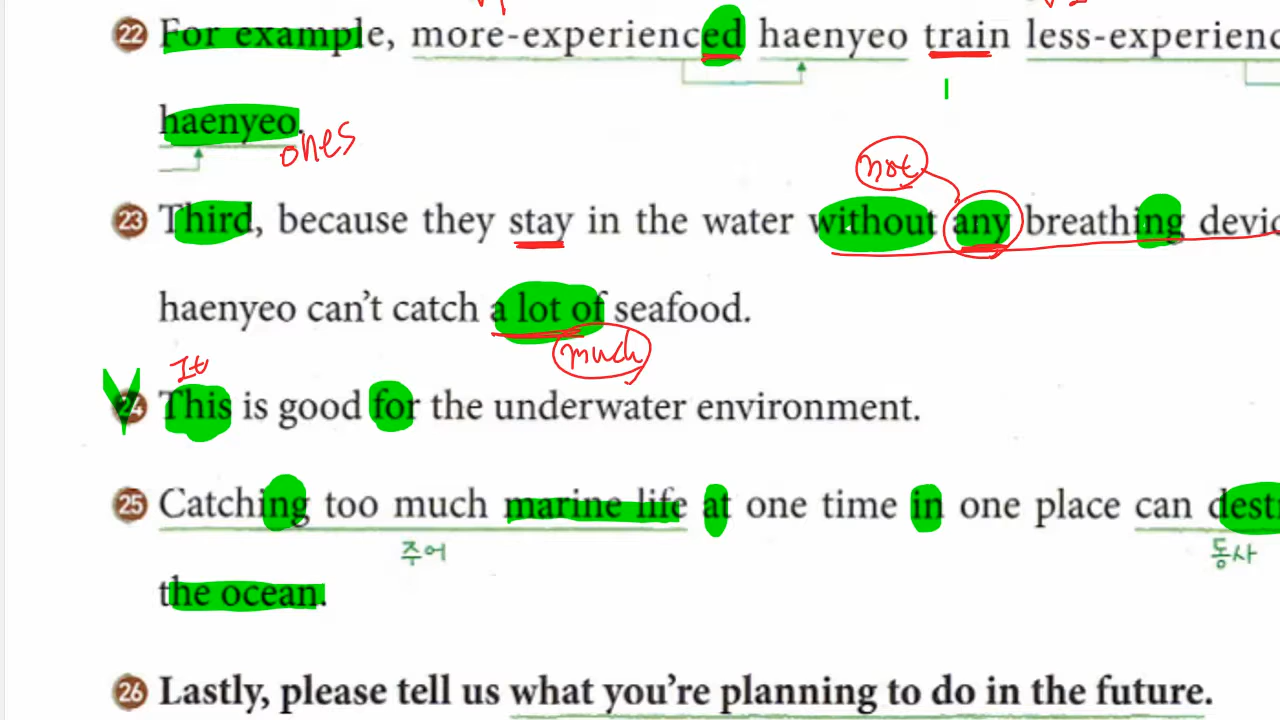 22 For example, more-experienced haenyeo train less-experienc
haenyeo.
ones
not
23 Third, because they stay in the water without any breathing devic
haenyeo can't catch a lot of seafood.
much
It
24 This is good for the underwater environment.
25 Catching too much marine life at one time in one place can dest
주어 동사
the ocean.
26 Lastly, please tell us what you're planning to do in the future.